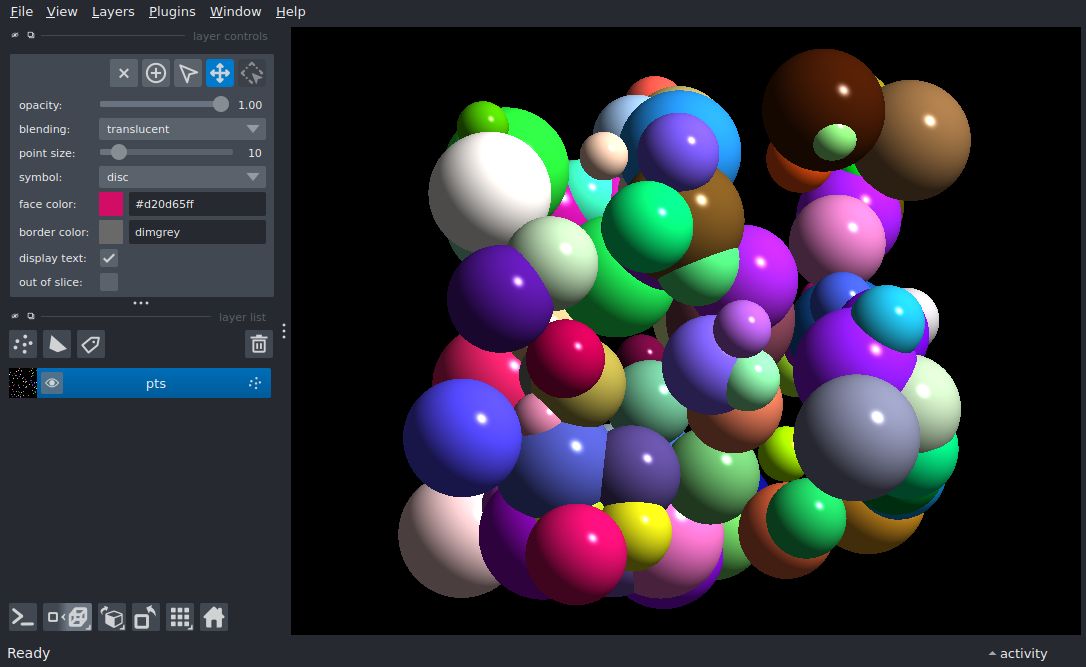 File View Layers Plugins Window Help
layer controls
opacity: 1.00
blending: translucent
point size: 10
symbol: disc
face color: #d20d65ff
border color: dimgrey
display text:
out of slice:
layer list
pts
Ready
activity